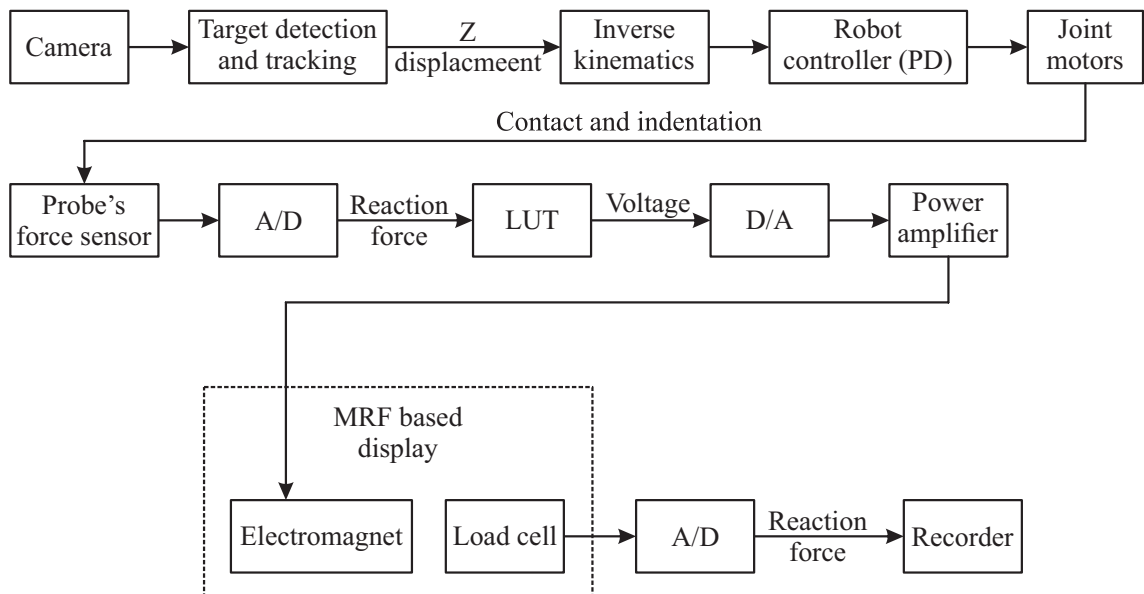 Camera
Target detection
and tracking
Z
displacmeent
Inverse
kinematics
Robot
controller (PD)
Joint
motors
Contact and indentation
Probe's
force sensor
A/D
Reaction
force
LUT
Voltage
D/A
Power
amplifier
MRF based
display
Electromagnet
Load cell
A/D
Reaction
force
Recorder